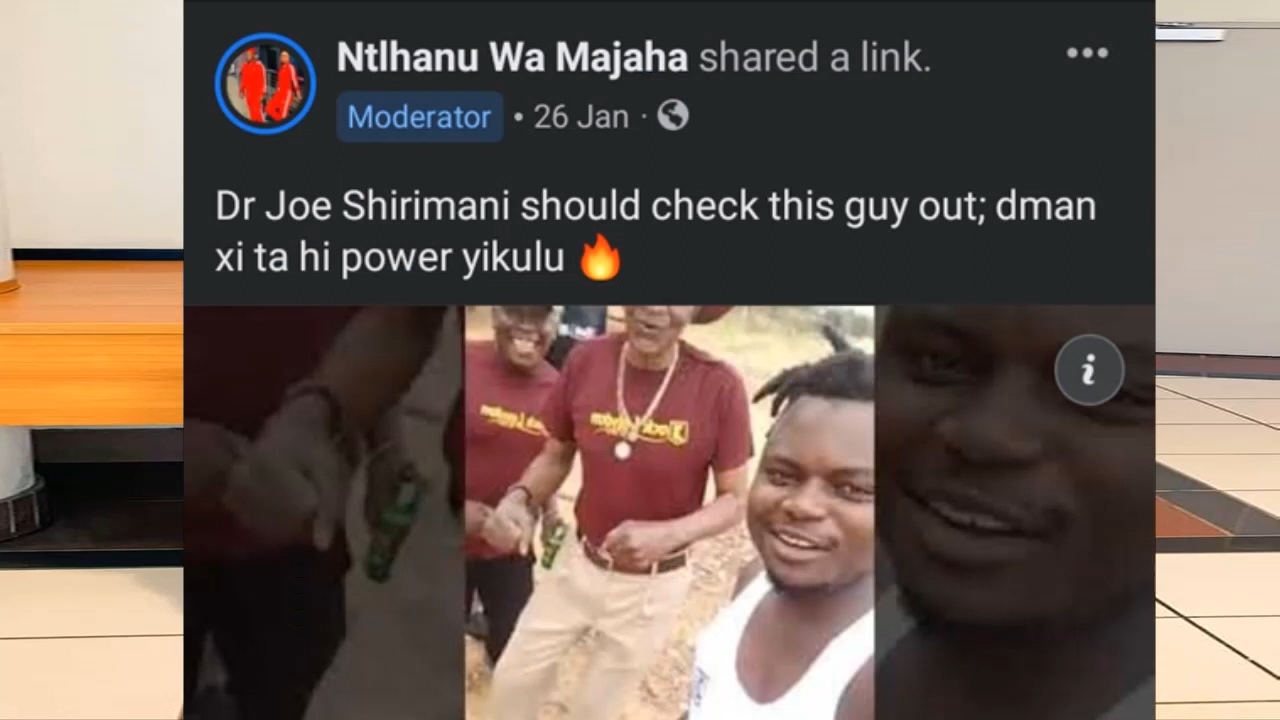 Ntlhanu Wa Majaha shared a link.
Moderator • 26 Jan ·
Dr Joe Shirimani should check this guy out; dman
xi ta hi power yikulu 🔥